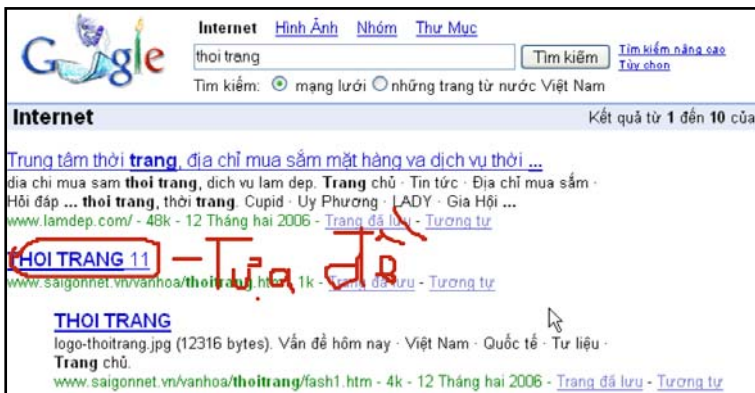 Google
Internet Hình Ảnh Nhóm Thư Mục
thoi trang Tìm kiếm Tìm kiếm nâng cao
Tùy chọn
Tìm kiếm: mạng lưới những trang từ nước Việt Nam
Internet Kết quả từ 1 đến 10 của
Trung tâm thời trang, địa chỉ mua sắm mặt hàng va dịch vụ thời ...
dia chi mua sam thoi trang, dich vu lam dep. Trang chủ · Tin tức · Địa chỉ mua sắm ·
Hỏi đáp ... thoi trang, thời trang. Cupid · Uy Phương · LADY · Gia Hội ...
www.lamdep.com/ - 48k - 12 Tháng hai 2006 - Trang đã lưu - Tương tự
THOI TRANG 11 – Tựa đề
www.saigonnet.vn/vanhoa/thoitrang.htm 1k - Trang đã lưu - Tương tự
THOI TRANG
logo-thoitrang.jpg (12316 bytes). Vấn đề hôm nay · Việt Nam · Quốc tế · Tư liệu ·
Trang chủ.
www.saigonnet.vn/vanhoa/thoitrang/fash1.htm - 4k - 12 Tháng hai 2006 - Trang đã lưu - Tương tự